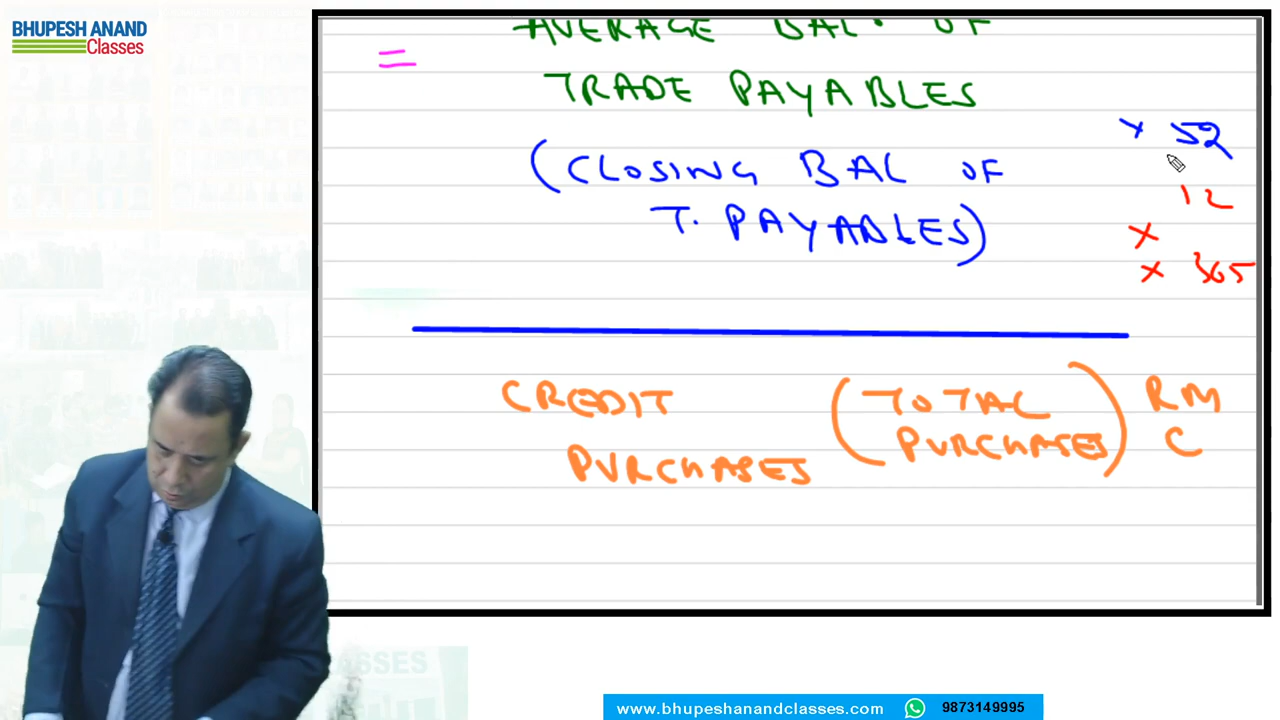 BHUPESH ANAND
Classes
AVERAGE BAL. OF
=
TRADE PAYABLES
(CLOSING BAL OF
T. PAYABLES)
× 52
12
×
× 365
CREDIT
PURCHASES
(TOTAL
PURCHASES)
RM
C
www.bhupeshanandclasses.com
9873149995